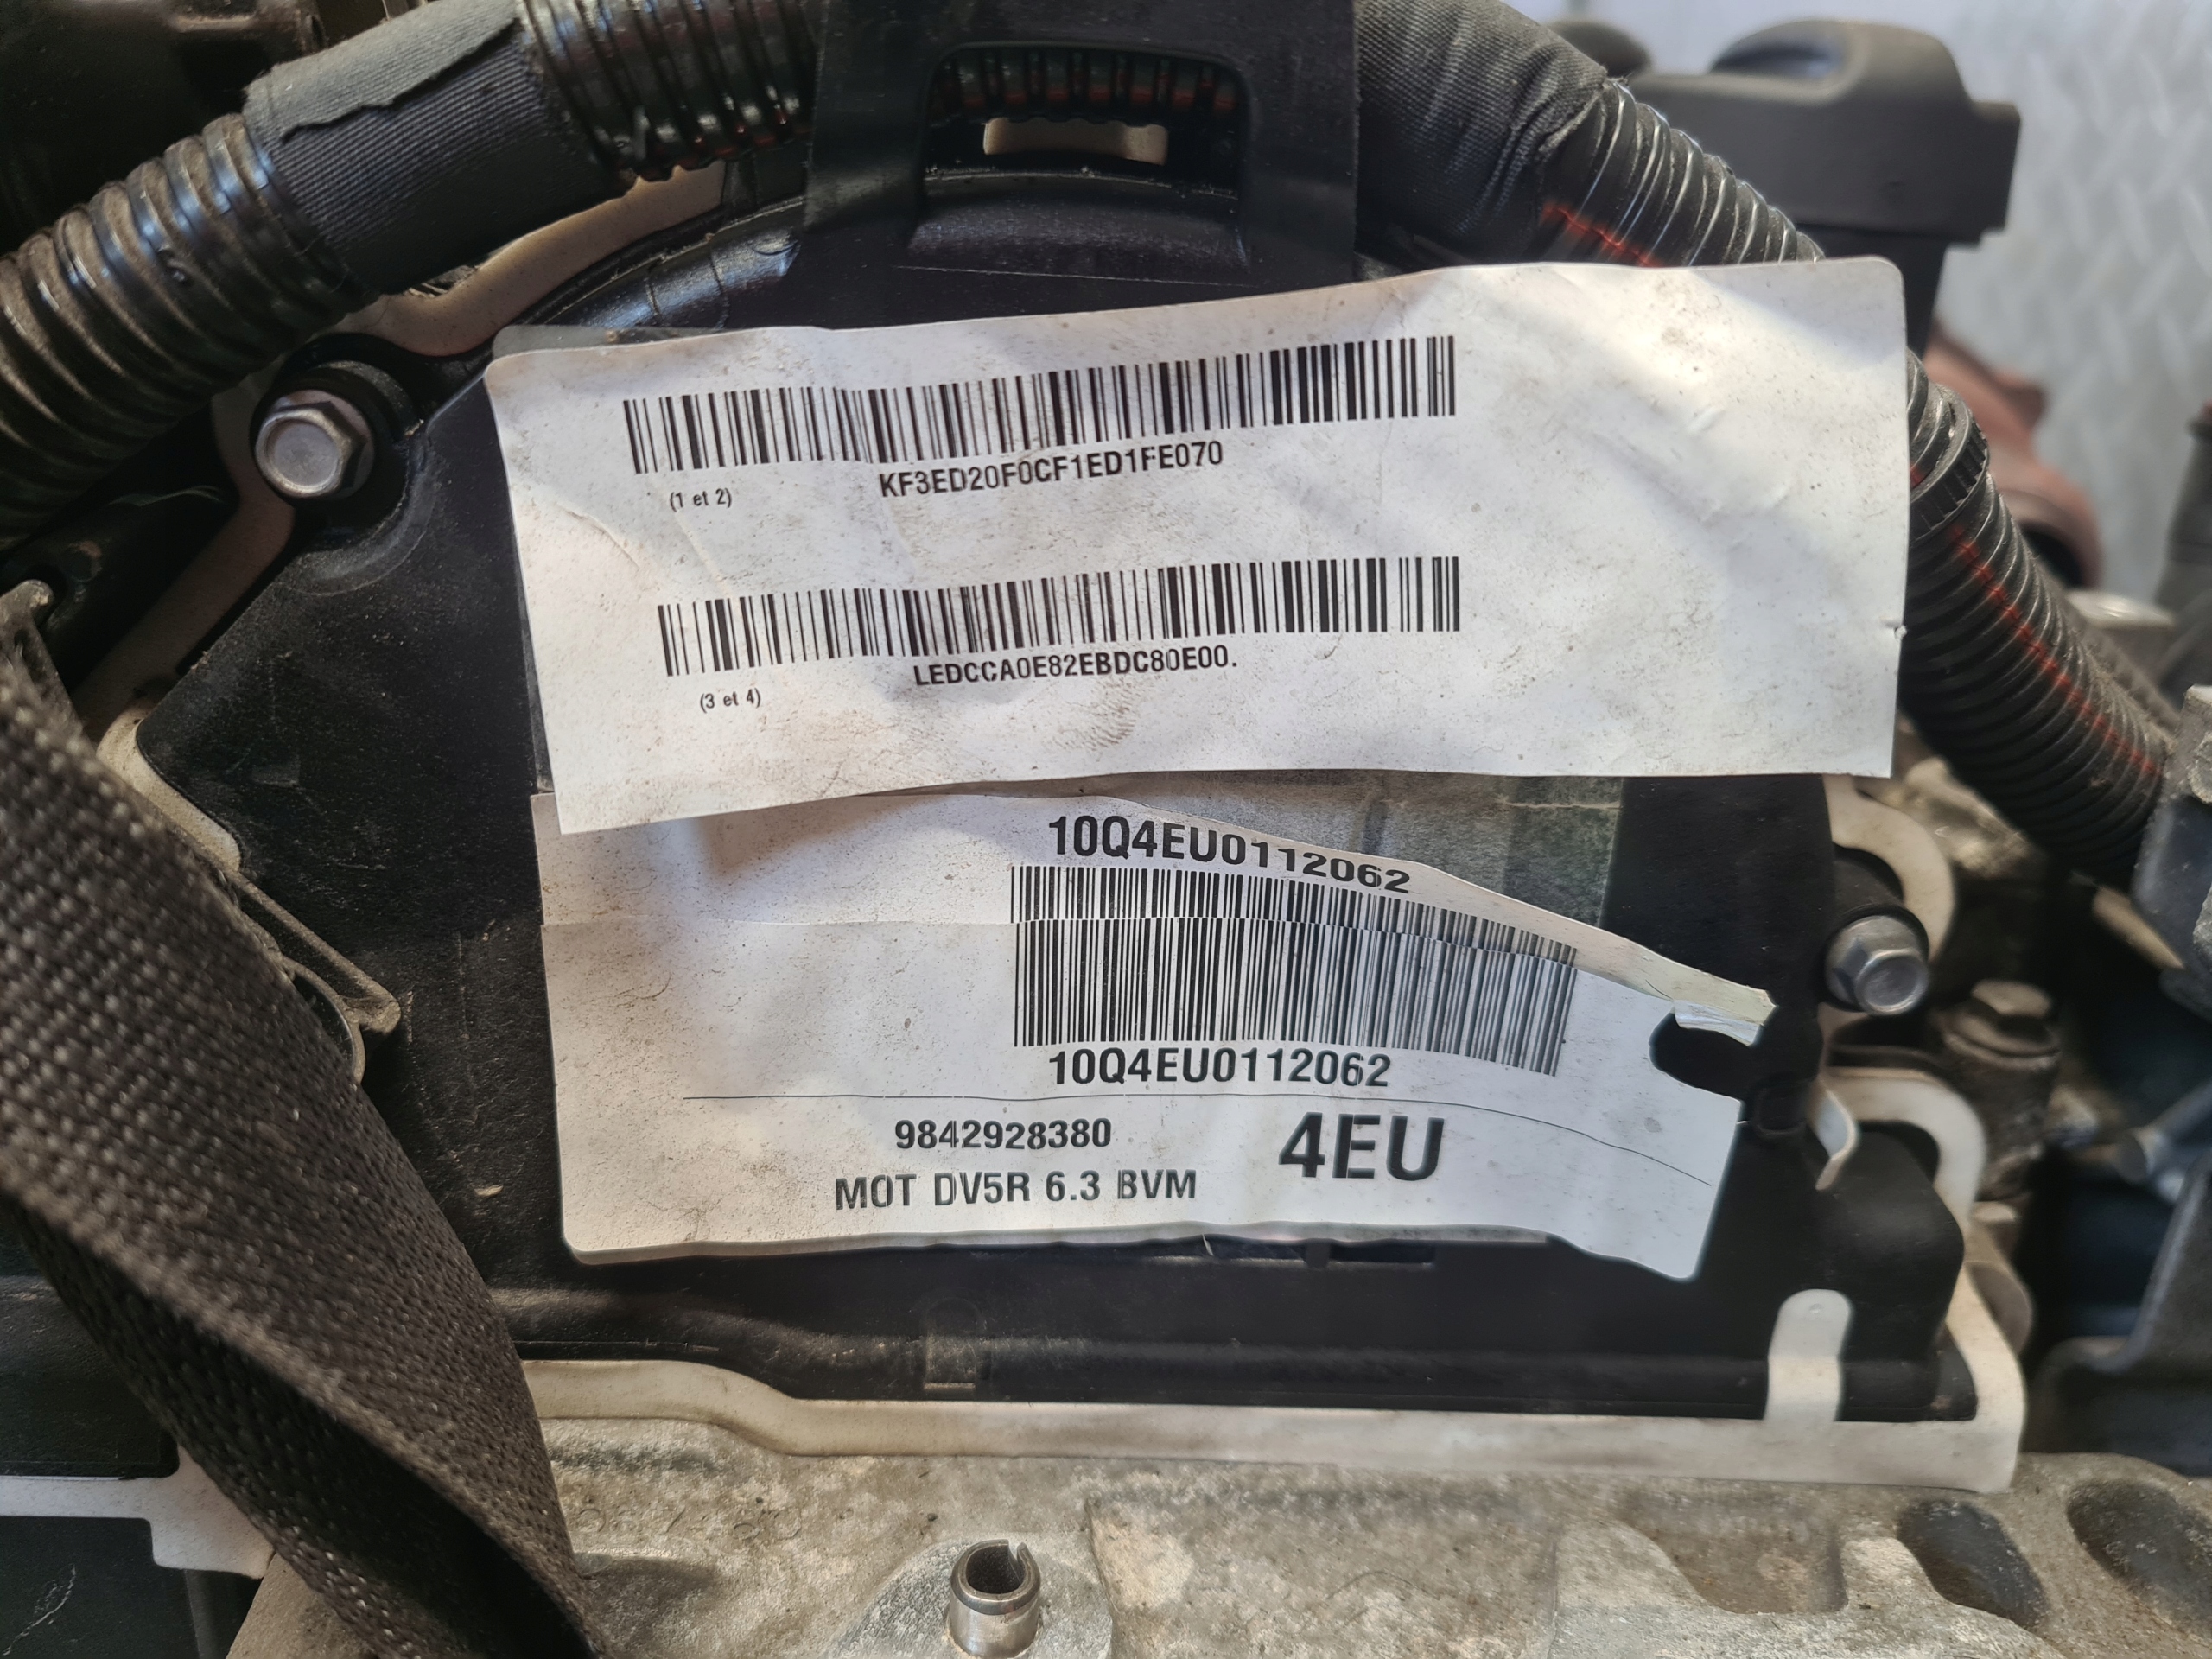 KF3ED20F0CF1ED1FE070
(1 et 2)
LEDCCA0E82EBDC80E00.
(3 et 4)
10Q4EU0112062
10Q4EU0112062
9842928380
4EU
MOT DV5R 6.3 BVM